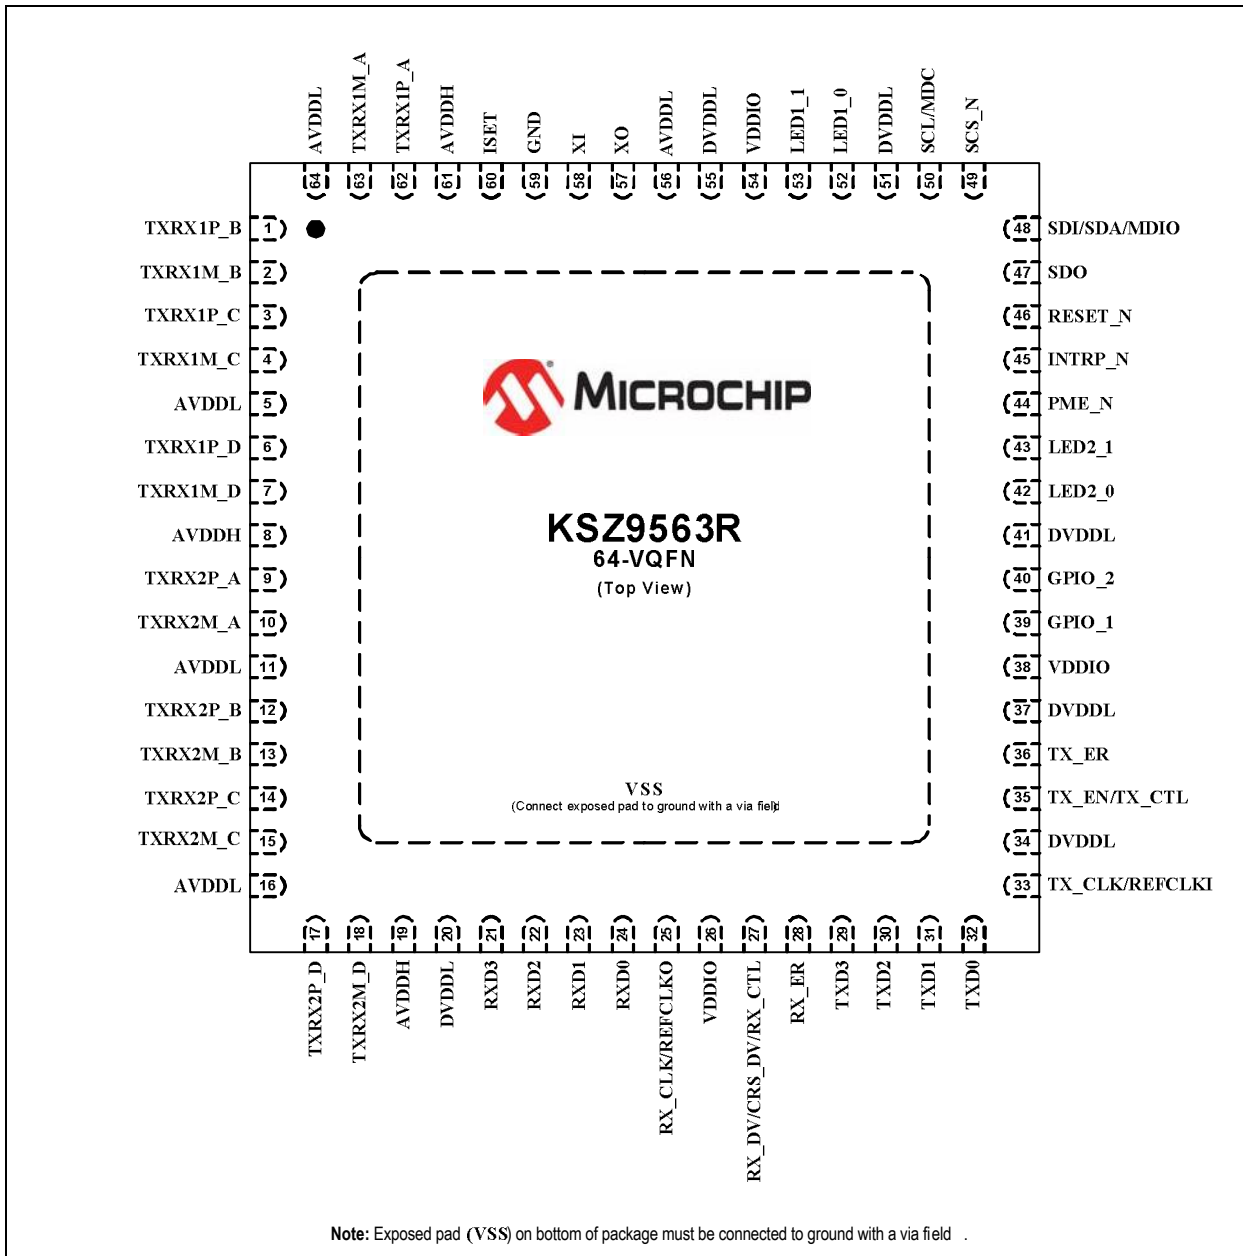 AVDDL
TXRX1M_A
TXRX1P_A
AVDDH
ISET
GND
XI
XO
AVDDL
DVDDL
VDDIO
LED1_1
LED1_0
DVDDL
SCL/MDC
SCS_N
64
63
62
61
60
59
58
57
56
55
54
53
52
51
50
49
TXRX1P_B 1
TXRX1M_B 2
TXRX1P_C 3
TXRX1M_C 4
AVDDL 5
TXRX1P_D 6
TXRX1M_D 7
AVDDH 8
TXRX2P_A 9
TXRX2M_A 10
AVDDL 11
TXRX2P_B 12
TXRX2M_B 13
TXRX2P_C 14
TXRX2M_C 15
AVDDL 16
MICROCHIP
KSZ9563R
64-VQFN
(Top View)
VSS
(Connect exposed pad to ground with a via field)
48 SDI/SDA/MDIO
47 SDO
46 RESET_N
45 INTRP_N
44 PME_N
43 LED2_1
42 LED2_0
41 DVDDL
40 GPIO_2
39 GPIO_1
38 VDDIO
37 DVDDL
36 TX_ER
35 TX_EN/TX_CTL
34 DVDDL
33 TX_CLK/REFCLKI
17
18
19
20
21
22
23
24
25
26
27
28
29
30
31
32
TXRX2P_D
TXRX2M_D
AVDDH
DVDDL
RXD3
RXD2
RXD1
RXD0
RX_CLK/REFCLKO
VDDIO
RX_DV/CRS_DV/RX_CTL
RX_ER
TXD3
TXD2
TXD1
TXD0
Note: Exposed pad (VSS) on bottom of package must be connected to ground with a via field .